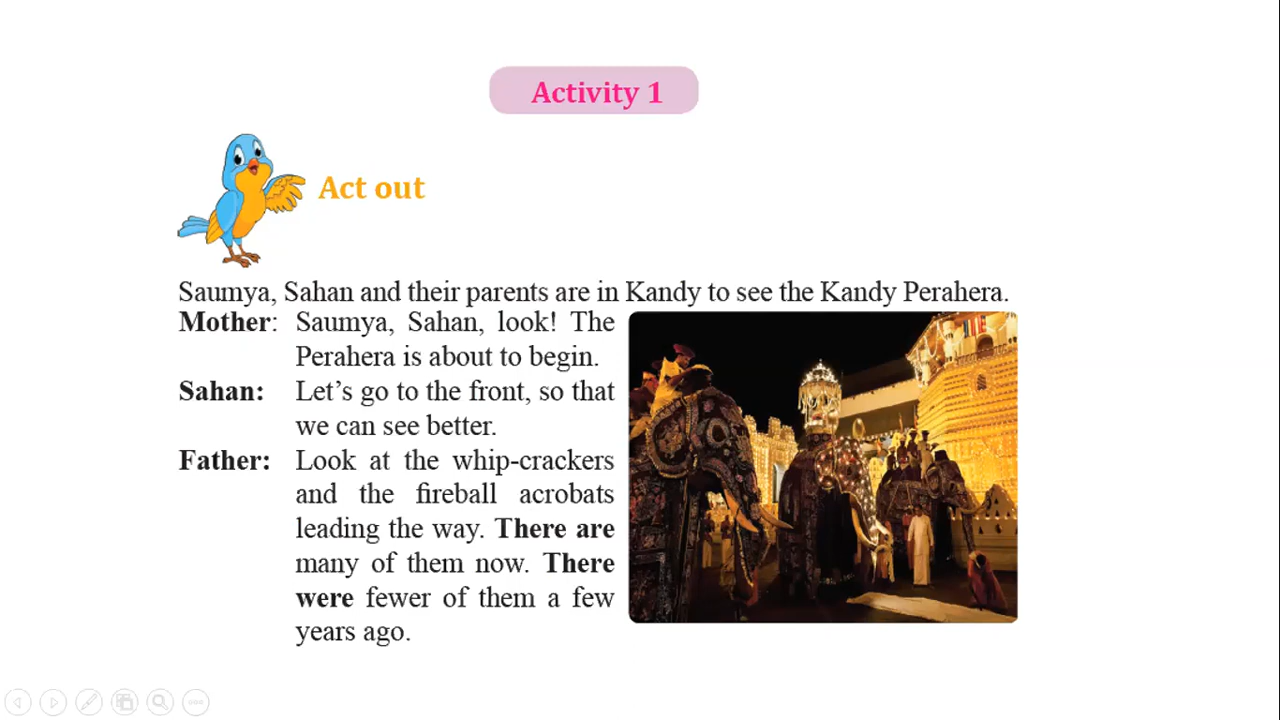 Activity 1
Act out
Saumya, Sahan and their parents are in Kandy to see the Kandy Perahera.
Mother: Saumya, Sahan, look! The
Perahera is about to begin.
Sahan: Let’s go to the front, so that
we can see better.
Father: Look at the whip-crackers
and the fireball acrobats
leading the way. There are
many of them now. There
were fewer of them a few
years ago.